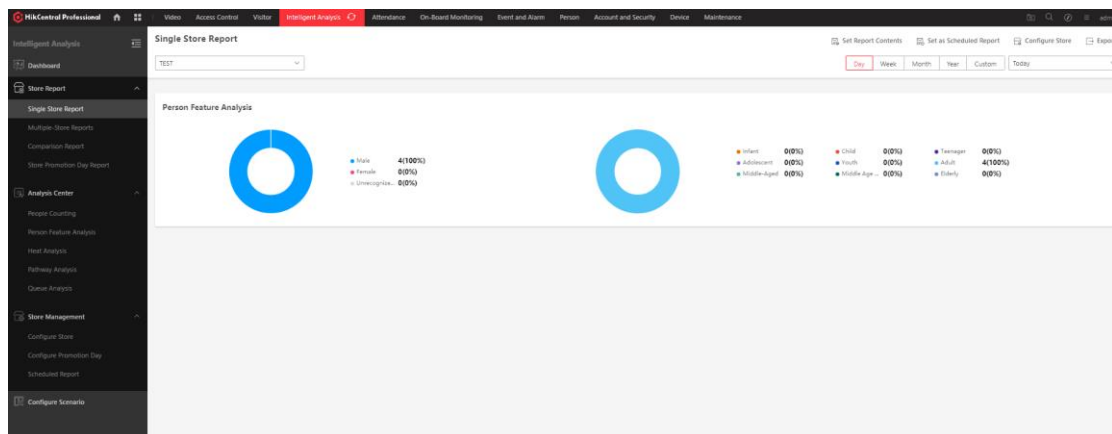 HikCentral Professional Video Access Control Visitor Intelligent Analysis Attendance On-Board Monitoring Event and Alarm Person Account and Security Device Maintenance
Intelligent Analysis
Dashboard
Store Report
Single Store Report
Multiple-Store Reports
Comparison Report
Store Promotion Day Report
Analysis Center
People Counting
Person Feature Analysis
Heat Analysis
Pathway Analysis
Queue Analysis
Store Management
Configure Store
Configure Promotion Day
Scheduled Report
Configure Scenario
Single Store Report
Set Report Contents Set as Scheduled Report Configure Store Expor
TEST
Day Week Month Year Custom Today
Person Feature Analysis
Male 4(100%)
Female 0(0%)
Unrecognize... 0(0%)
Infant 0(0%) Child 0(0%) Teenager 0(0%)
Adolescent 0(0%) Youth 0(0%) Adult 4(100%)
Middle-Aged 0(0%) Middle Age ... 0(0%) Elderly 0(0%)